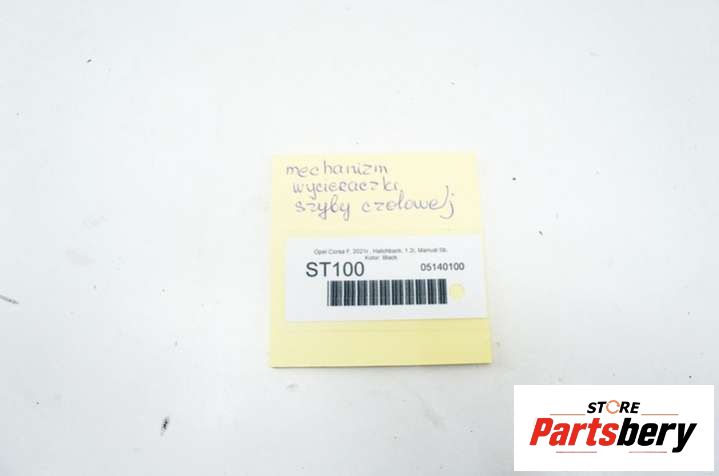 mechanizm
wycieraczki
szyby czołowej
Opel Corsa F, 2021r., Hatchback, 1.2i, Manual 5b.
Kolor: Black
ST100 05140100
STORE
Partsbery